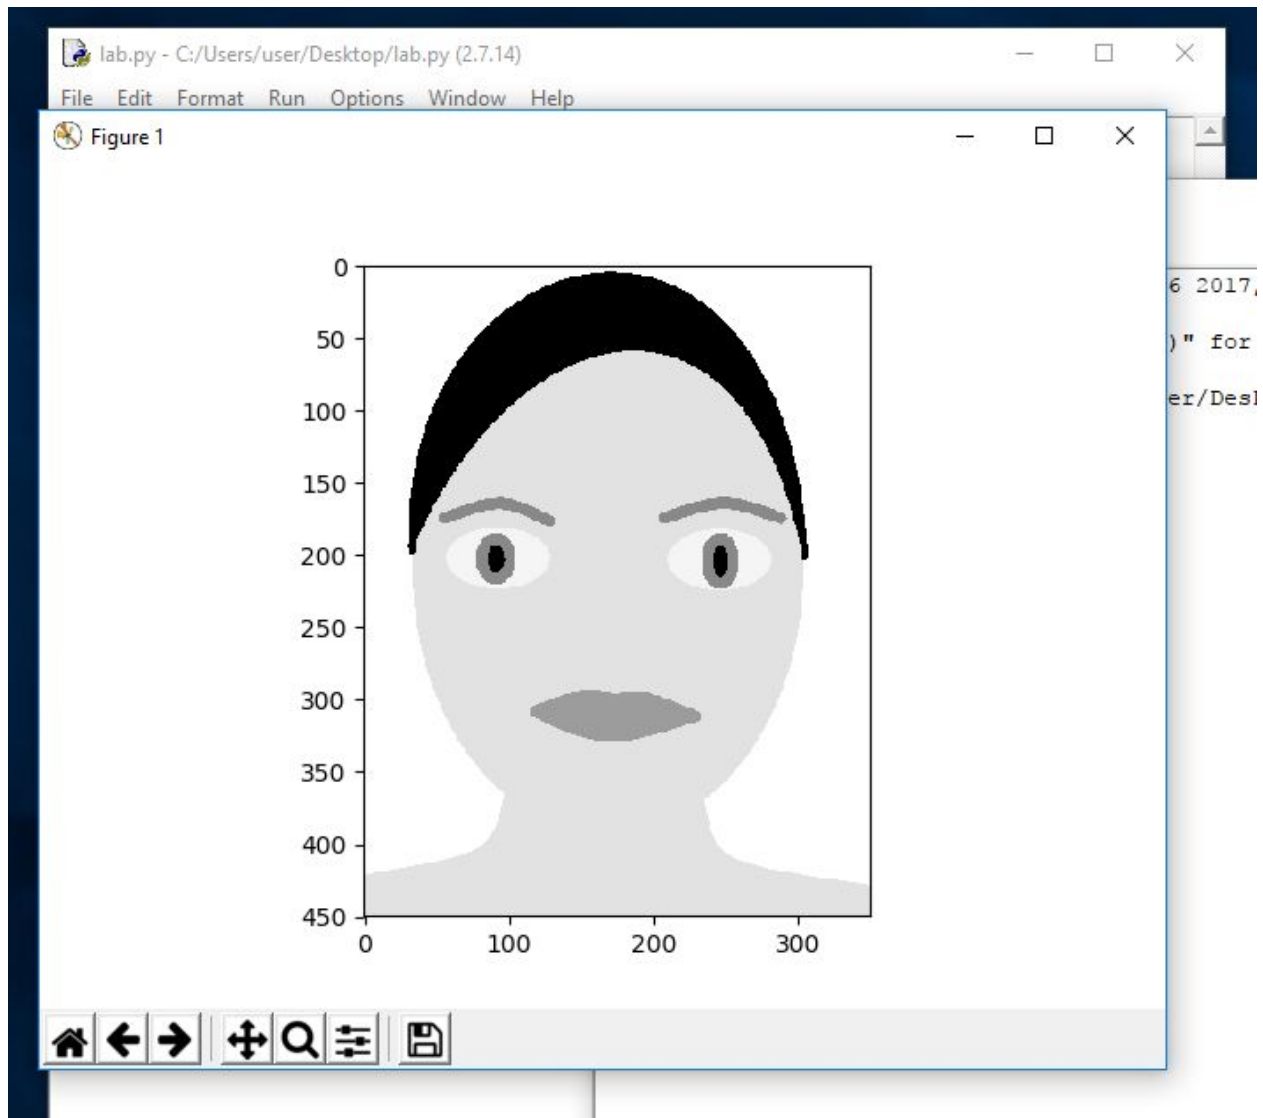 lab.py - C:/Users/user/Desktop/lab.py (2.7.14)
File Edit Format Run Options Window Help
Figure 1
6 2017,
)" for
er/Des
0
50
100
150
200
250
300
350
400
450
0 100 200 300